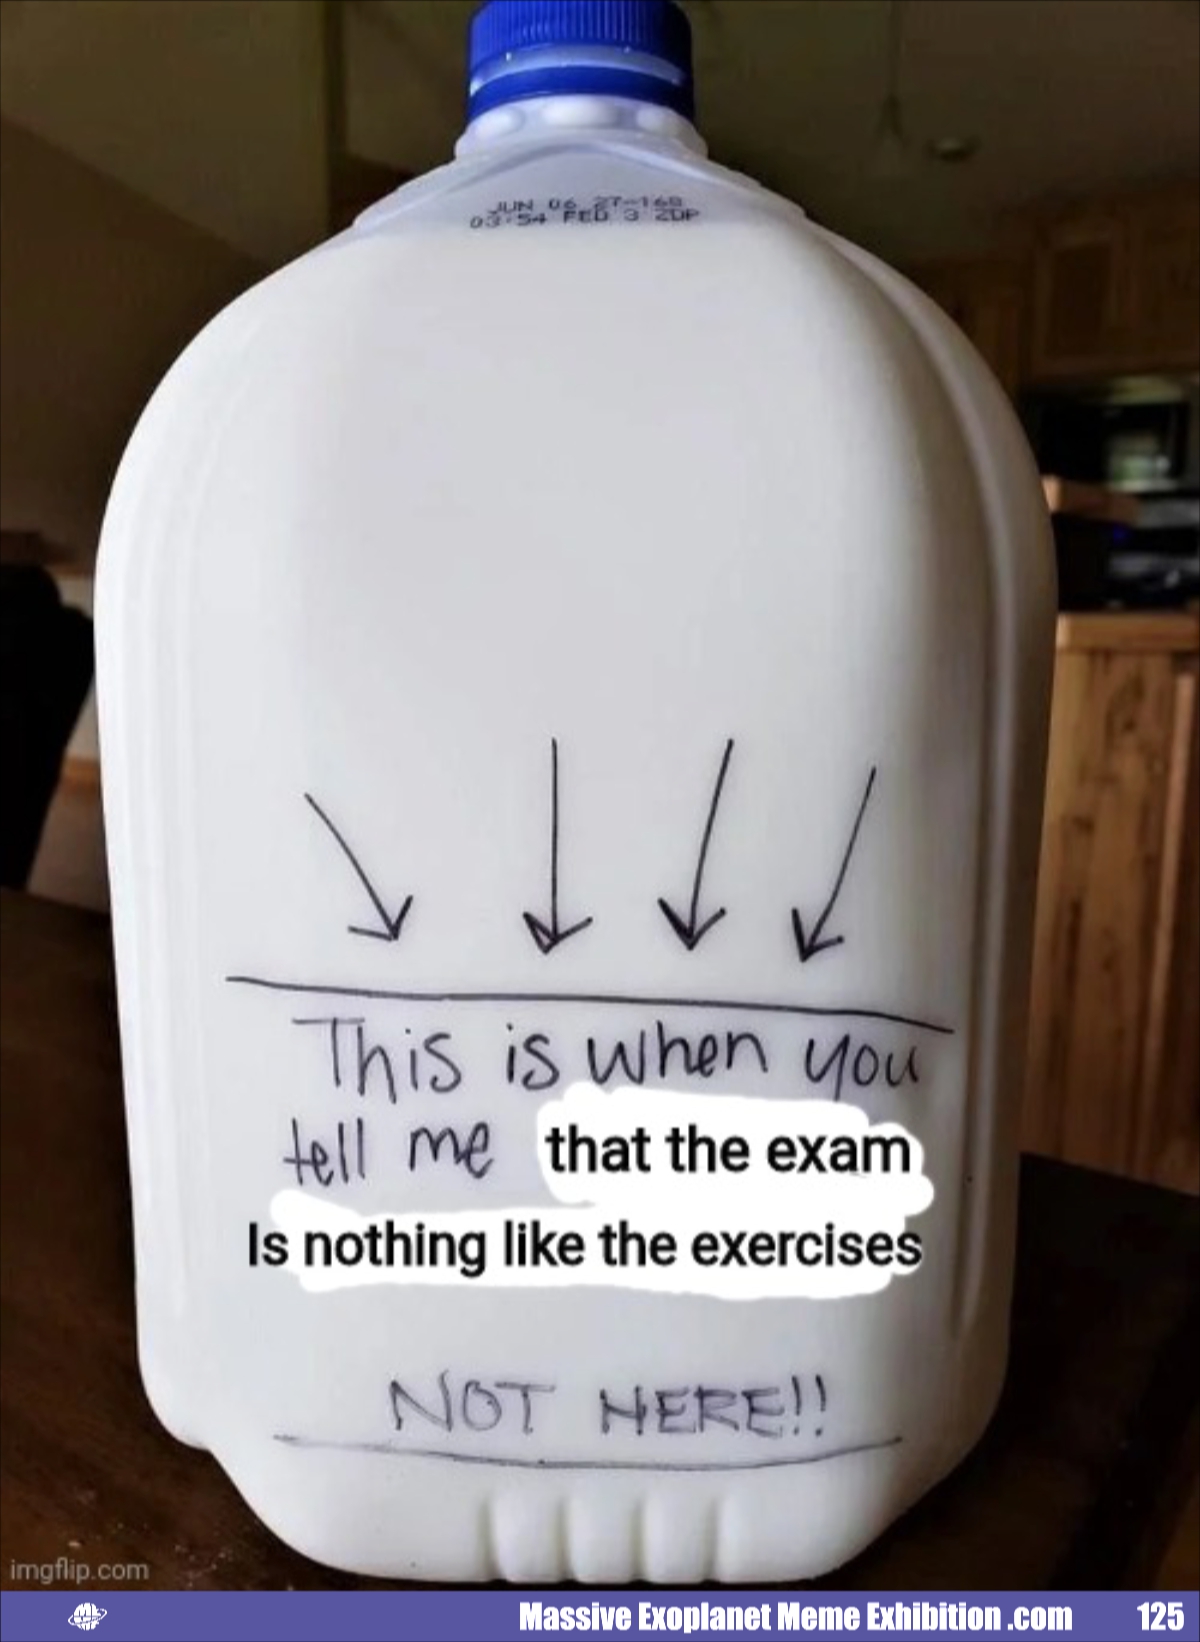 JUN 06 27-168
03:54 FED 3 2DP
This is when you
tell me that the exam
Is nothing like the exercises
NOT HERE!!
imgflip.com
Massive Exoplanet Meme Exhibition .com 125